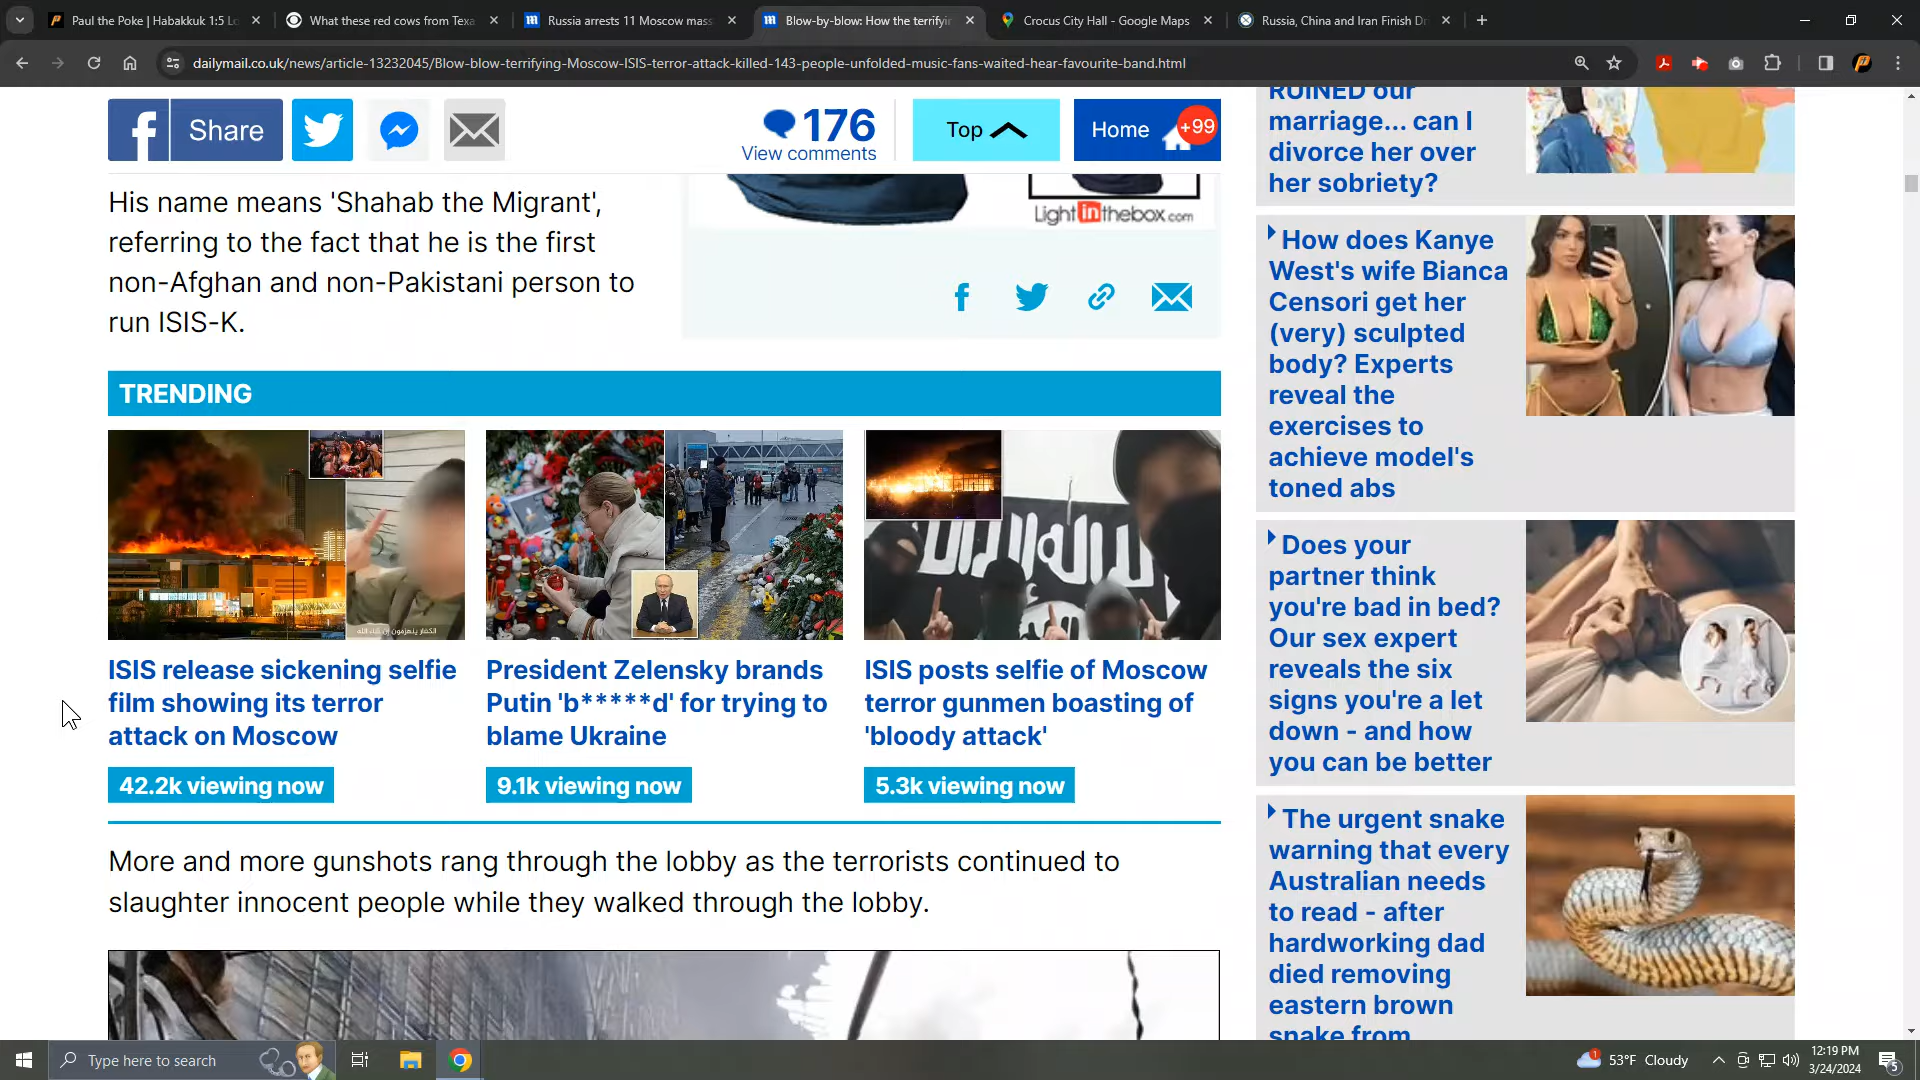 Paul the Poke | Habakkuk 1:5 Lo
What these red cows from Texa
Russia arrests 11 Moscow mass
Blow-by-blow: How the terrifyin
Crocus City Hall - Google Maps
Russia, China and Iran Finish Dr
dailymail.co.uk/news/article-13232045/Blow-blow-terrifying-Moscow-ISIS-terror-attack-killed-143-people-unfolded-music-fans-waited-hear-favourite-band.html
Share
176
View comments
Top
Home
+99
His name means 'Shahab the Migrant',
referring to the fact that he is the first
non-Afghan and non-Pakistani person to
run ISIS-K.
LightInthebox.com
TRENDING
الكفار ينهزمون إن شاء الله
ISIS release sickening selfie
film showing its terror
attack on Moscow
42.2k viewing now
President Zelensky brands
Putin 'b*****d' for trying to
blame Ukraine
9.1k viewing now
ISIS posts selfie of Moscow
terror gunmen boasting of
'bloody attack'
5.3k viewing now
More and more gunshots rang through the lobby as the terrorists continued to
slaughter innocent people while they walked through the lobby.
RUINED our
marriage... can I
divorce her over
her sobriety?
How does Kanye
West's wife Bianca
Censori get her
(very) sculpted
body? Experts
reveal the
exercises to
achieve model's
toned abs
Does your
partner think
you're bad in bed?
Our sex expert
reveals the six
signs you're a let
down - and how
you can be better
The urgent snake
warning that every
Australian needs
to read - after
hardworking dad
died removing
eastern brown
snake from
Type here to search
53°F Cloudy
12:19 PM
3/24/2024
5